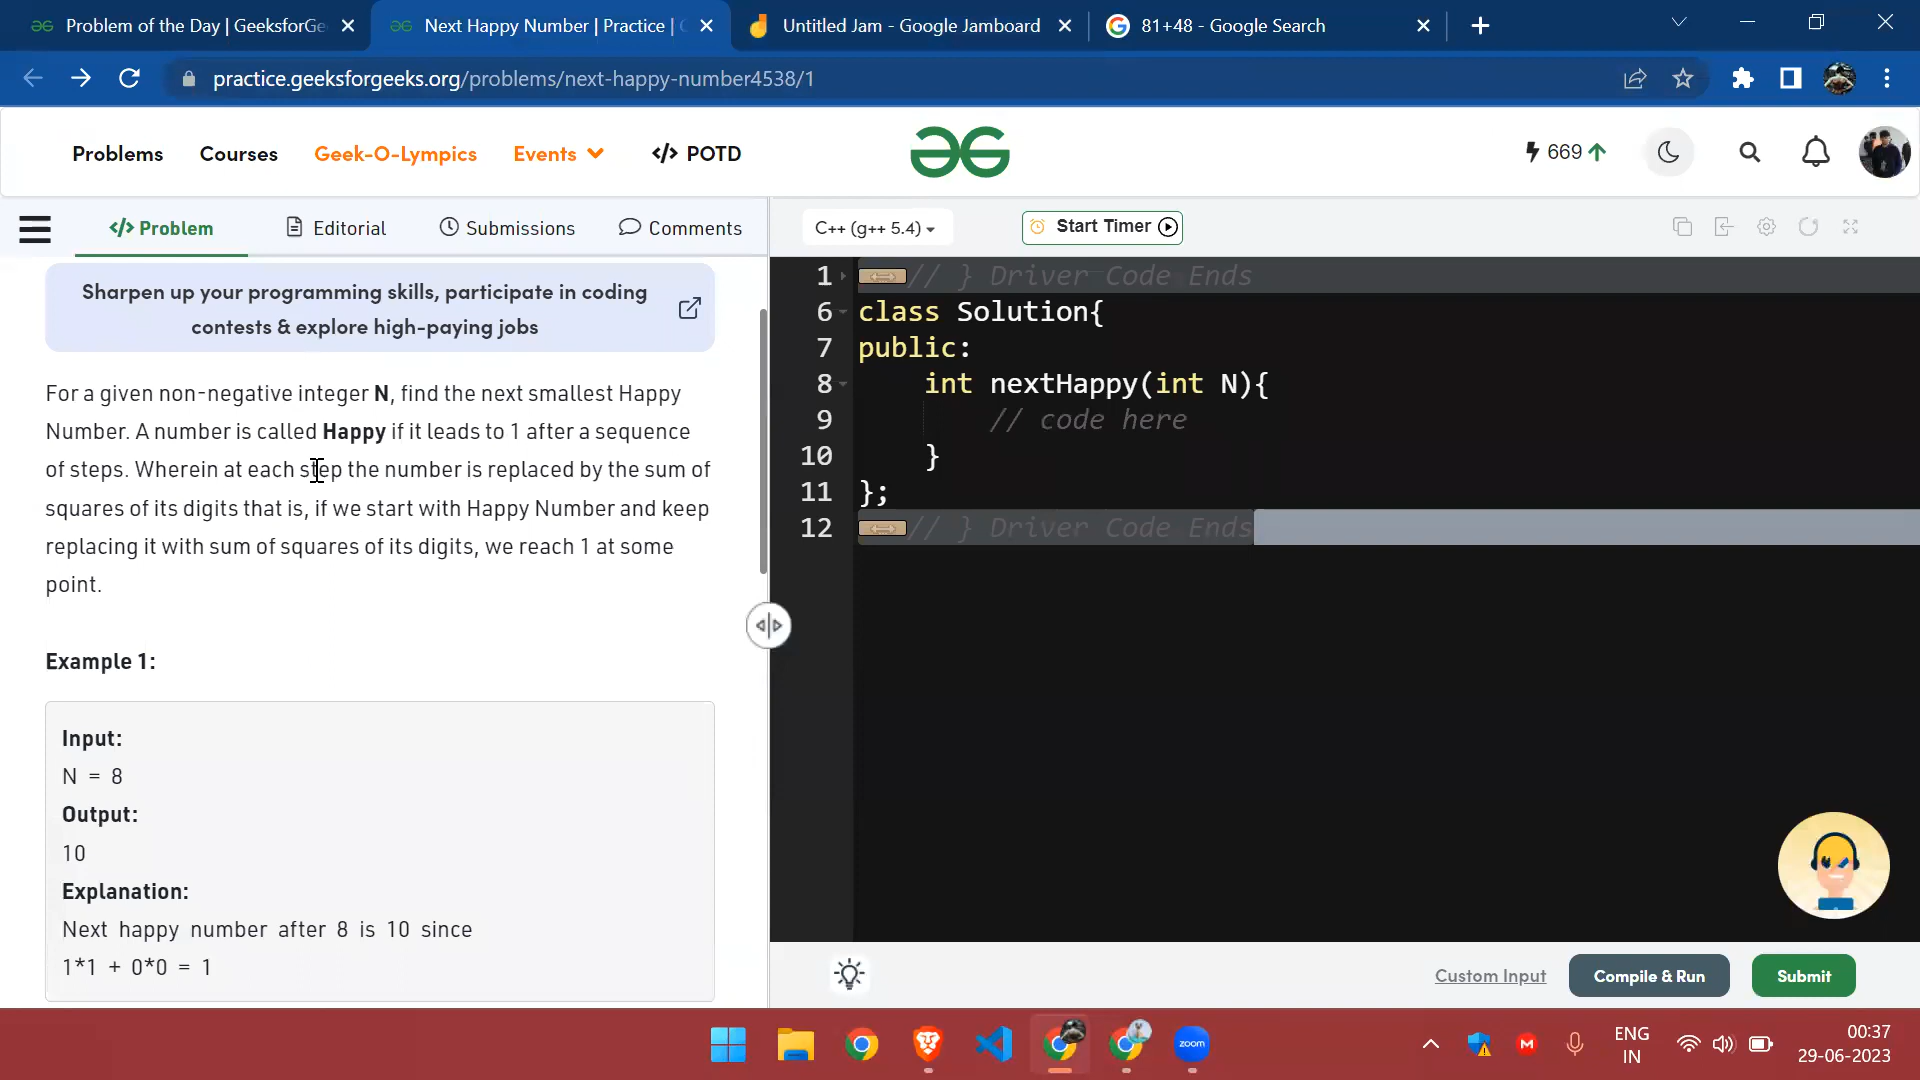 Problem of the Day | GeeksforGe
Next Happy Number | Practice |
Untitled Jam - Google Jamboard
81+48 - Google Search
practice.geeksforgeeks.org/problems/next-happy-number4538/1
Problems
Courses
Geek-O-Lympics
Events
</> POTD
669
</> Problem
Editorial
Submissions
Comments
C++ (g++ 5.4)
Start Timer
Sharpen up your programming skills, participate in coding
contests & explore high-paying jobs
For a given non-negative integer N, find the next smallest Happy
Number. A number is called Happy if it leads to 1 after a sequence
of steps. Wherein at each step the number is replaced by the sum of
squares of its digits that is, if we start with Happy Number and keep
replacing it with sum of squares of its digits, we reach 1 at some
point.
Example 1:
Input:
N = 8
Output:
10
Explanation:
Next happy number after 8 is 10 since
1*1 + 0*0 = 1
1 // } Driver Code Ends
6 class Solution{
7 public:
8 int nextHappy(int N){
9 // code here
10 }
11 };
12 // } Driver Code Ends
Custom Input
Compile & Run
Submit
zoom
M
ENG
IN
00:37
29-06-2023